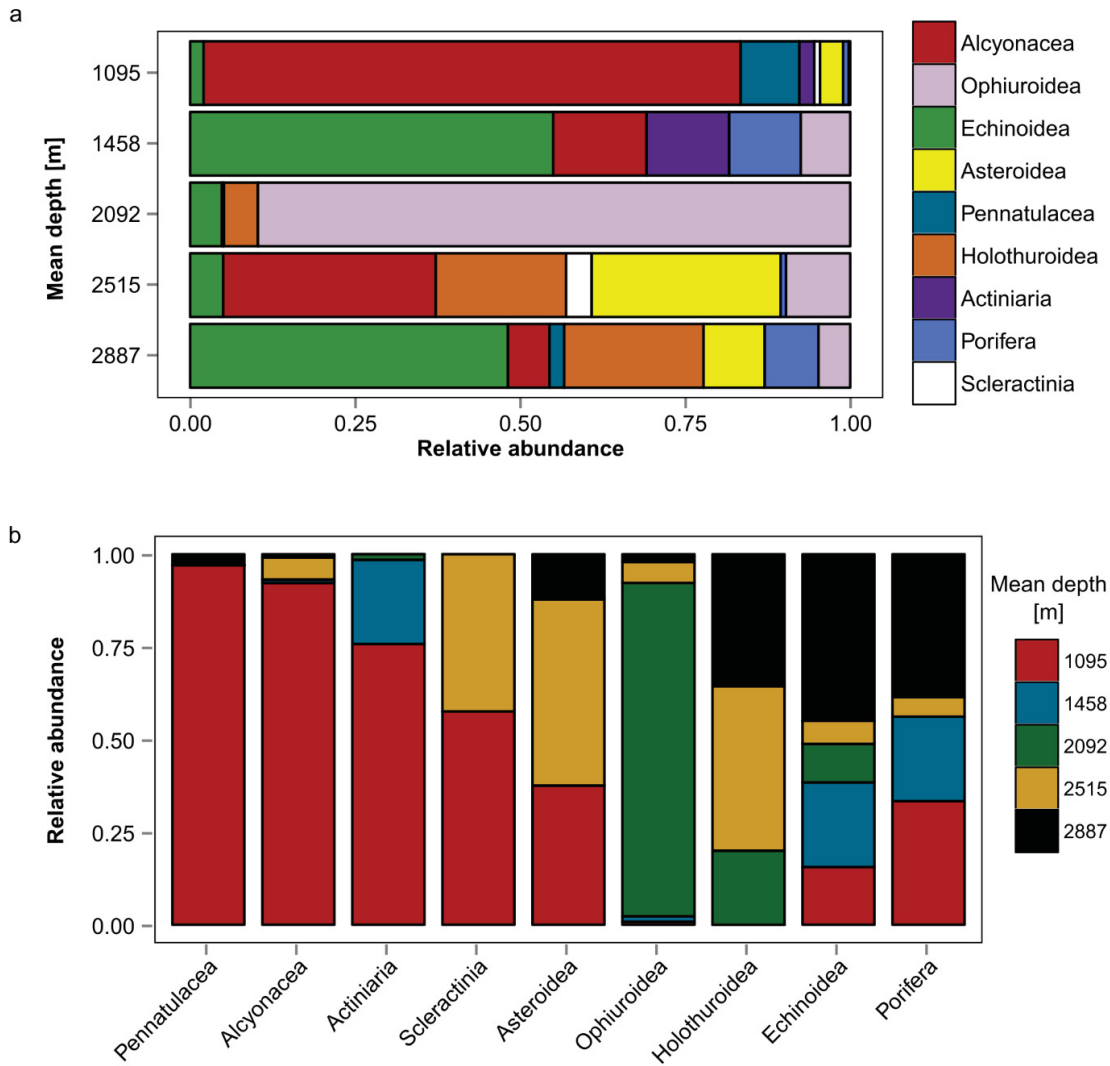 a
Mean depth [m]
1095
1458
2092
2515
2887
0.00 0.25 0.50 0.75 1.00
Relative abundance
Alcyonacea
Ophiuroidea
Echinoidea
Asteroidea
Pennatulacea
Holothuroidea
Actiniaria
Porifera
Scleractinia
b
Relative abundance
1.00
0.75
0.50
0.25
0.00
Pennatulacea
Alcyonacea
Actiniaria
Scleractinia
Asteroidea
Ophiuroidea
Holothuroidea
Echinoidea
Porifera
Mean depth
[m]
1095
1458
2092
2515
2887